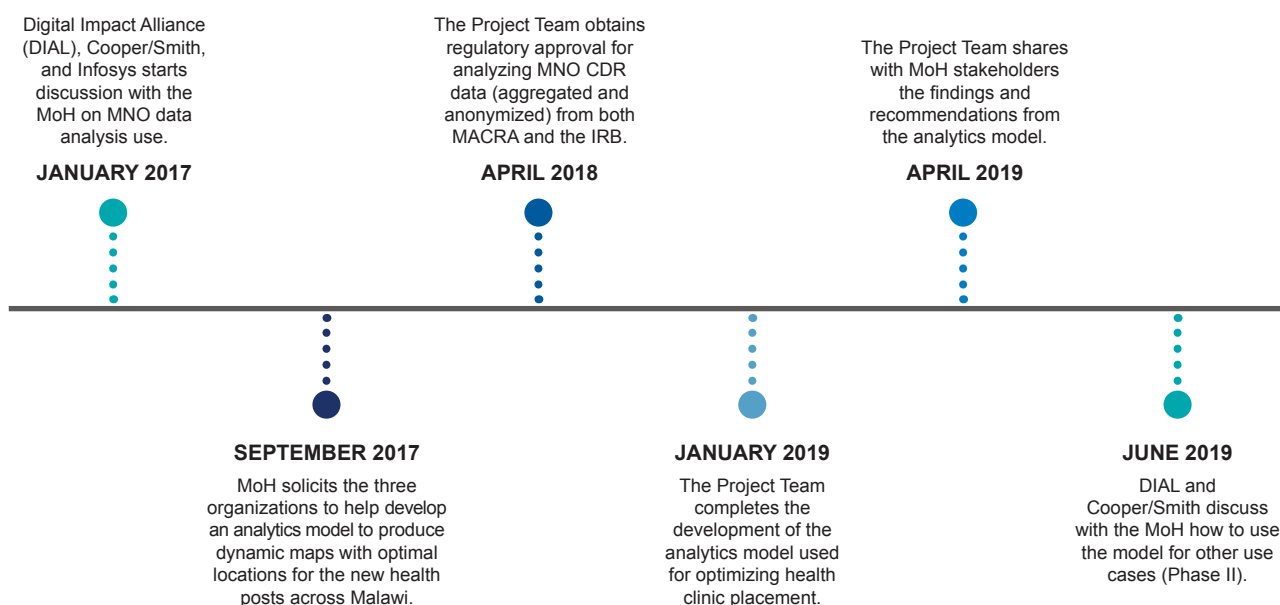 Digital Impact Alliance
(DIAL), Cooper/Smith,
and Infosys starts
discussion with the
MoH on MNO data
analysis use.
JANUARY 2017
The Project Team obtains
regulatory approval for
analyzing MNO CDR
data (aggregated and
anonymized) from both
MACRA and the IRB.
APRIL 2018
The Project Team shares
with MoH stakeholders
the findings and
recommendations from
the analytics model.
APRIL 2019
SEPTEMBER 2017
MoH solicits the three
organizations to help develop
an analytics model to produce
dynamic maps with optimal
locations for the new health
posts across Malawi.
JANUARY 2019
The Project Team
completes the
development of the
analytics model used
for optimizing health
clinic placement.
JUNE 2019
DIAL and
Cooper/Smith discuss
with the MoH how to use
the model for other use
cases (Phase II).